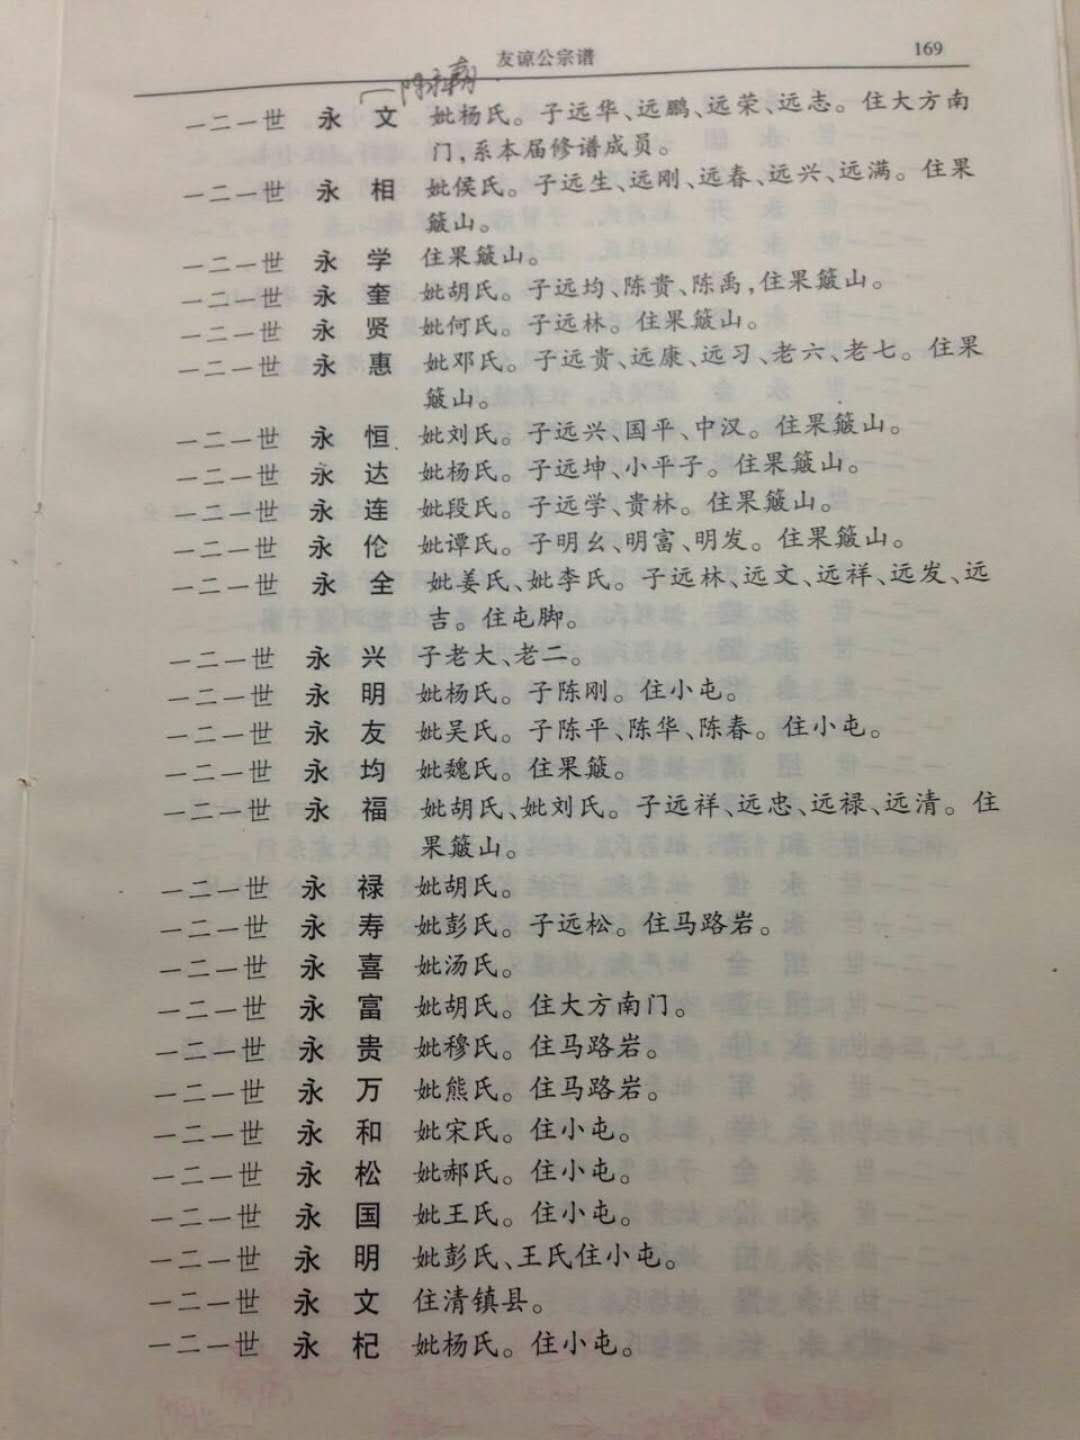 友谅公宗谱 169
一二一世 永文 妣杨氏。子远华、远鹏、远荣、远志。住大方南
门,系本届修谱成员。
一二一世 永相 妣侯氏。子远生、远刚、远春、远兴、远满。住果
簸山。
一二一世 永学 住果簸山。
一二一世 永奎 妣胡氏。子远均、陈贵、陈禹,住果簸山。
一二一世 永贤 妣何氏。子远林。住果簸山。
一二一世 永惠 妣邓氏。子远贵、远康、远习、老六、老七。住果
簸山。
一二一世 永恒 妣刘氏。子远兴、国平、中汉。住果簸山。
一二一世 永达 妣杨氏。子远坤、小平子。住果簸山。
一二一世 永连 妣段氏。子远学、贵林。住果簸山。
一二一世 永伦 妣谭氏。子明幺、明富、明发。住果簸山。
一二一世 永全 妣姜氏、妣李氏。子远林、远文、远祥、远发、远
吉。住屯脚。
一二一世 永兴 子老大、老二。
一二一世 永明 妣杨氏。子陈刚。住小屯。
一二一世 永友 妣吴氏。子陈平、陈华、陈春。住小屯。
一二一世 永均 妣魏氏。住果簸。
一二一世 永福 妣胡氏、妣刘氏。子远祥、远忠、远禄、远清。住
果簸山。
一二一世 永禄 妣胡氏。
一二一世 永寿 妣彭氏。子远松。住马路岩。
一二一世 永喜 妣汤氏。
一二一世 永富 妣胡氏。住大方南门。
一二一世 永贵 妣穆氏。住马路岩。
一二一世 永万 妣熊氏。住马路岩。
一二一世 永和 妣宋氏。住小屯。
一二一世 永松 妣郝氏。住小屯。
一二一世 永国 妣王氏。住小屯。
一二一世 永明 妣彭氏、王氏住小屯。
一二一世 永文 住清镇县。
一二一世 永杞 妣杨氏。住小屯。